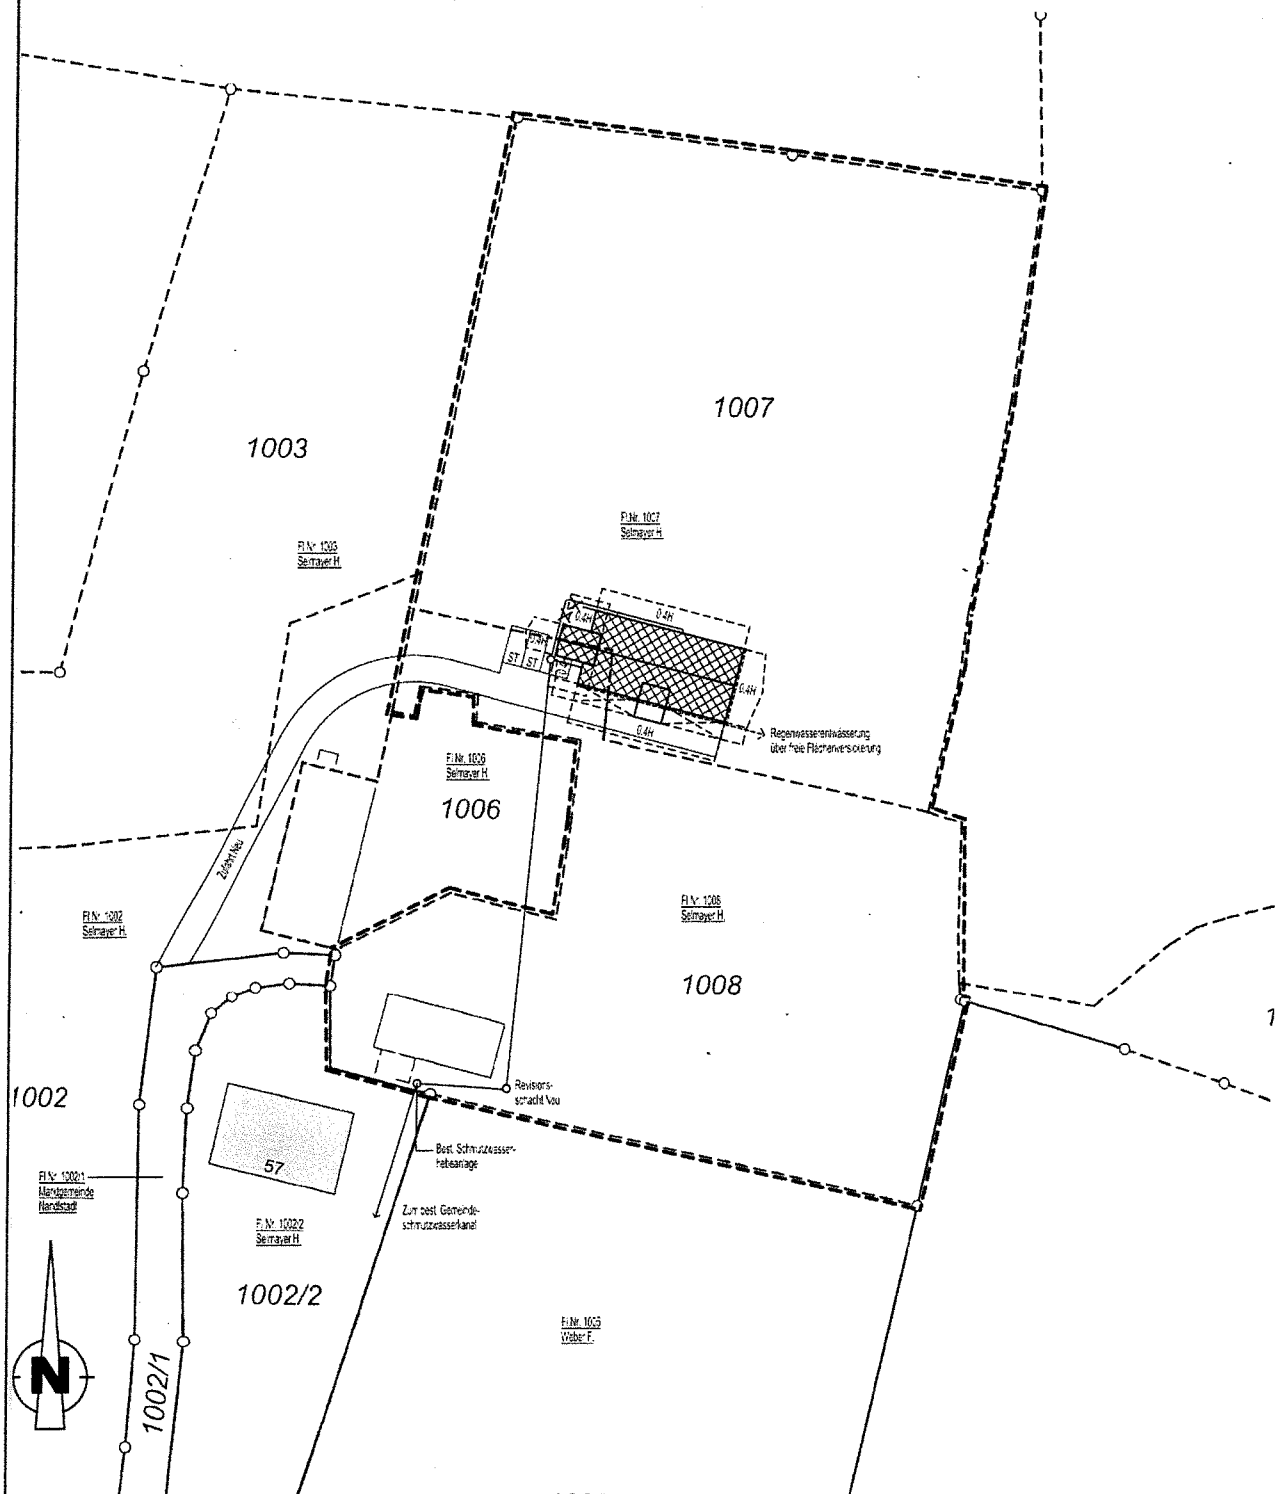 1007
1003
Fl.Nr. 1007
Selmayer H.
Fl.Nr. 1003
Selmayer H.
0.4H
0.4H
0.4H
ST
ST
0.4H
0.4H
Regenwasserentwässerung
über freie Flächenversickerung
Fl.Nr. 1006
Selmayer H.
1006
Zufahrt Neu
Fl.Nr. 1002
Selmayer H.
Fl.Nr. 1008
Selmayer H.
1008
1002
Revisions-
schacht Neu
Best. Schmutzwasser-
hebeanlage
57
Fl.Nr. 1002/1
Marktgemeinde
Nandlstadt
Zum best. Gemeinde-
schmutzwasserkanal
Fl.Nr. 1002/2
Selmayer H.
1002/2
Weber F.
N
1002/1